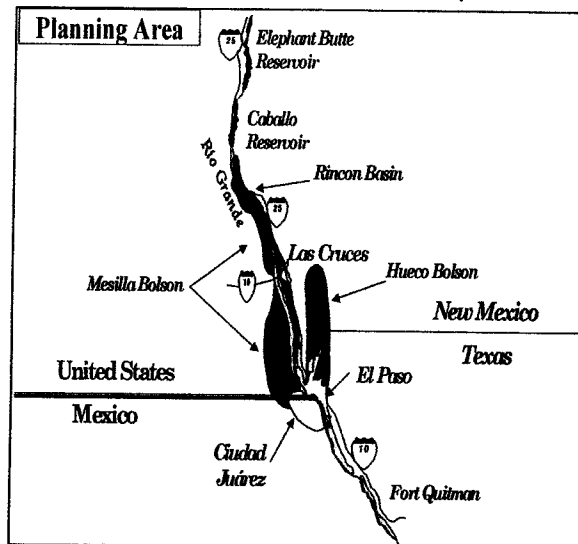 Planning Area
25
Elephant Butte
Reservoir
Caballo
Reservoir
Rio Grande
Rincon Basin
25
Las Cruces
Mesilla Bolson
10
Hueco Bolson
New Mexico
Texas
United States
El Paso
Mexico
Ciudad
Juárez
10
Fort Quitman